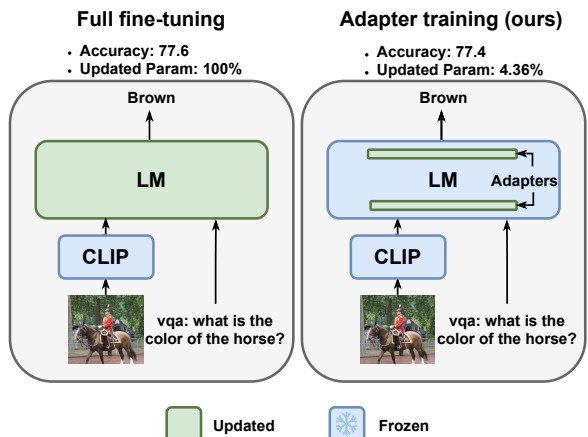 Full fine-tuning
• Accuracy: 77.6
• Updated Param: 100%
Brown
LM
CLIP
vqa: what is the
color of the horse?
Adapter training (ours)
• Accuracy: 77.4
• Updated Param: 4.36%
Brown
LM
Adapters
CLIP
vqa: what is the
color of the horse?
Updated
Frozen